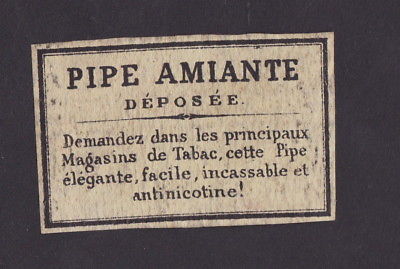 PIPE AMIANTE
DÉPOSÉE.
Demandez dans les principaux
Magasins de Tabac, cette Pipe
élégante, facile, incassable et
antinicotine!